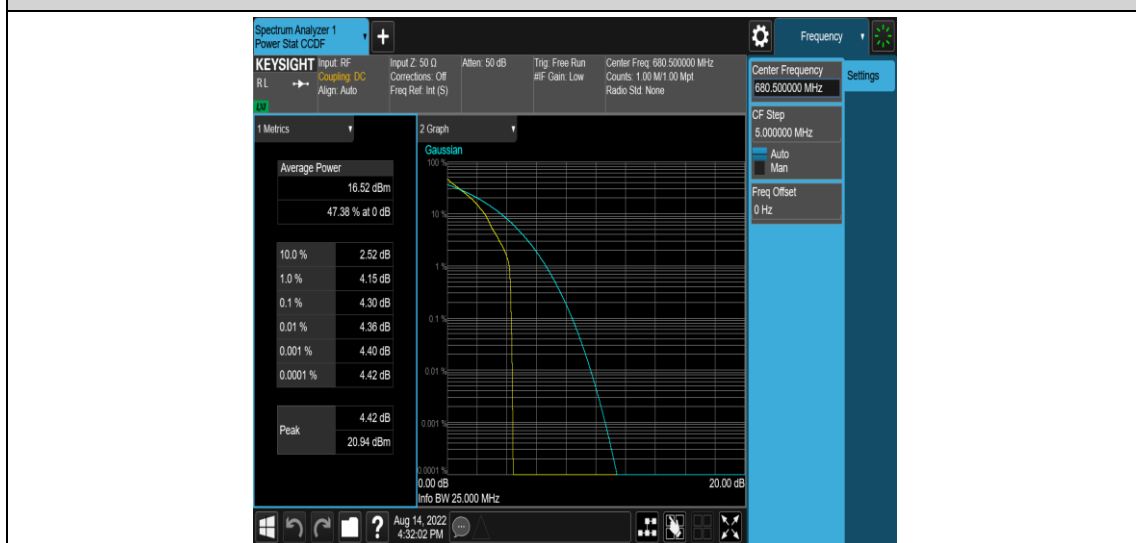 Spectrum Analyzer 1
Power Stat CCDF
+
Frequency
KEYSIGHT
RL
LXI
Input: RF
Coupling: DC
Align: Auto
Input Z: 50 Ω
Corrections: Off
Freq Ref: Int (S)
Atten: 50 dB
Trig: Free Run
#IF Gain: Low
Center Freq: 680.500000 MHz
Counts: 1.00 M/1.00 Mpt
Radio Std: None
Center Frequency
680.500000 MHz
Settings
CF Step
5.000000 MHz
Auto
Man
Freq Offset
0 Hz
1 Metrics
Average Power
16.52 dBm
47.38 % at 0 dB
10.0 % 2.52 dB
1.0 % 4.15 dB
0.1 % 4.30 dB
0.01 % 4.36 dB
0.001 % 4.40 dB
0.0001 % 4.42 dB
Peak 4.42 dB
20.94 dBm
2 Graph
Gaussian
100 %
10 %
1 %
0.1 %
0.01 %
0.001 %
0.0001 %
0.00 dB 20.00 dB
Info BW 25.000 MHz
?
Aug 14, 2022
4:32:02 PM